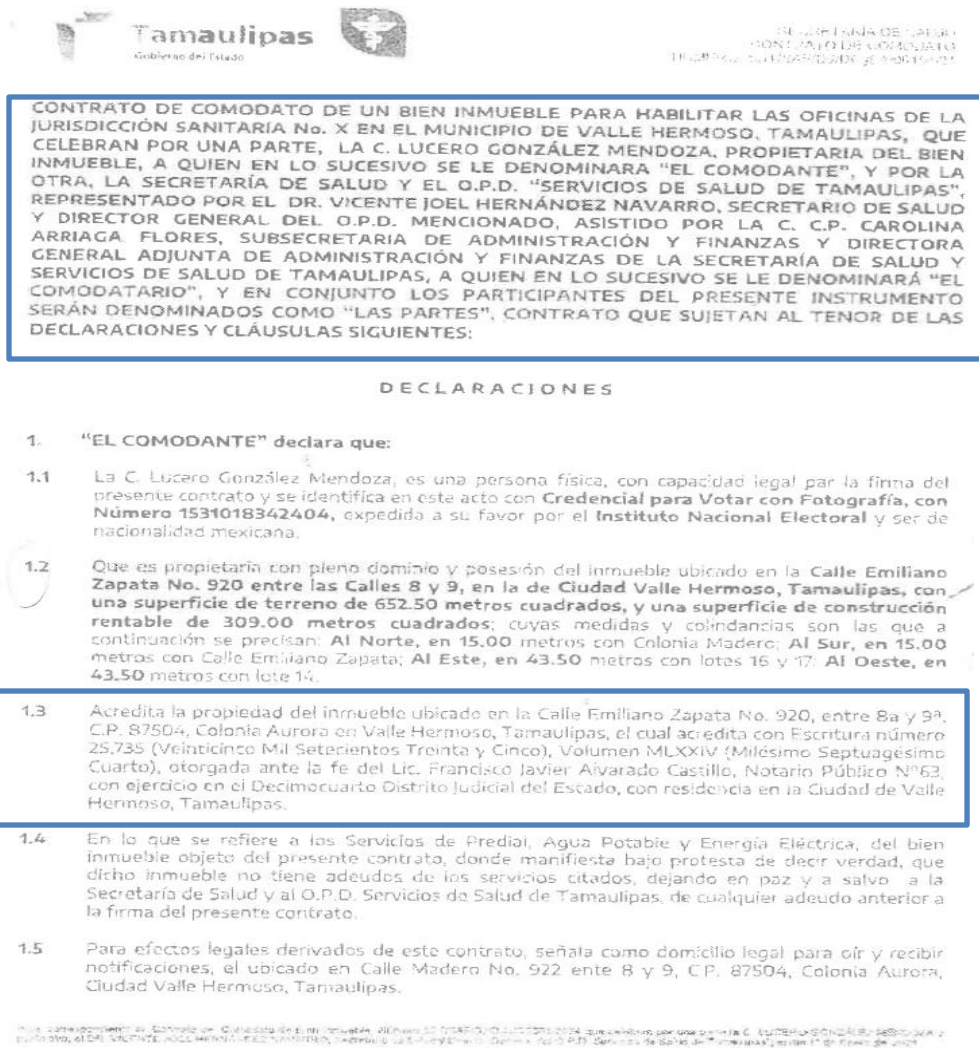 Tamaulipas
Gobierno del Estado
SECRETARÍA DE SALUD
CONTRATO DE COMODATO
CONTRATO DE COMODATO DE UN BIEN INMUEBLE PARA HABILITAR LAS OFICINAS DE LA
JURISDICCIÓN SANITARIA No. X EN EL MUNICIPIO DE VALLE HERMOSO, TAMAULIPAS, QUE
CELEBRAN POR UNA PARTE, LA C. LUCERO GONZÁLEZ MENDOZA, PROPIETARIA DEL BIEN
INMUEBLE, A QUIEN EN LO SUCESIVO SE LE DENOMINARA "EL COMODANTE", Y POR LA
OTRA, LA SECRETARÍA DE SALUD Y EL O.P.D. "SERVICIOS DE SALUD DE TAMAULIPAS",
REPRESENTADO POR EL DR. VICENTE JOEL HERNÁNDEZ NAVARRO, SECRETARIO DE SALUD
Y DIRECTOR GENERAL DEL O.P.D. MENCIONADO, ASISTIDO POR LA C. C.P. CAROLINA
ARRIAGA FLORES, SUBSECRETARIA DE ADMINISTRACIÓN Y FINANZAS Y DIRECTORA
GENERAL ADJUNTA DE ADMINISTRACIÓN Y FINANZAS DE LA SECRETARÍA DE SALUD Y
SERVICIOS DE SALUD DE TAMAULIPAS, A QUIEN EN LO SUCESIVO SE LE DENOMINARÁ "EL
COMODATARIO", Y EN CONJUNTO LOS PARTICIPANTES DEL PRESENTE INSTRUMENTO
SERÁN DENOMINADOS COMO "LAS PARTES", CONTRATO QUE SUJETAN AL TENOR DE LAS
DECLARACIONES Y CLÁUSULAS SIGUIENTES:
DECLARACIONES
1. "EL COMODANTE" declara que:
1.1 La C. Lucero González Mendoza, es una persona física, con capacidad legal par la firma del
presente contrato y se identifica en este acto con Credencial para Votar con Fotografía, con
Número 1531018342404, expedida a su favor por el Instituto Nacional Electoral y ser de
nacionalidad mexicana.
1.2 Que es propietaria con pleno dominio y posesión del inmueble ubicado en la Calle Emiliano
Zapata No. 920 entre las Calles 8 y 9, en la de Ciudad Valle Hermoso, Tamaulipas, con
una superficie de terreno de 652.50 metros cuadrados, y una superficie de construcción
rentable de 309.00 metros cuadrados; cuyas medidas y colindancias son las que a
continuación se precisan: Al Norte, en 15.00 metros con Colonia Madero; Al Sur, en 15.00
metros con Calle Emiliano Zapata; Al Este, en 43.50 metros con lotes 16 y 17; Al Oeste, en
43.50 metros con lote 14.
1.3 Acredita la propiedad del inmueble ubicado en la Calle Emiliano Zapata No. 920, entre 8a y 9ª,
C.P. 87504, Colonia Aurora en Valle Hermoso, Tamaulipas, el cual acredita con Escritura número
25,735 (Veinticinco Mil Setecientos Treinta y Cinco), Volumen MLXXIV (Milésimo Septuagésimo
Cuarto), otorgada ante la fe del Lic. Francisco Javier Alvarado Castillo, Notario Público N°63,
con ejercicio en el Decimocuarto Distrito Judicial del Estado, con residencia en la Ciudad de Valle
Hermoso, Tamaulipas.
1.4 En lo que se refiere a los Servicios de Predial, Agua Potable y Energía Eléctrica, del bien
inmueble objeto del presente contrato, donde manifiesta bajo protesta de decir verdad, que
dicho inmueble no tiene adeudos de los servicios citados, dejando en paz y a salvo a la
Secretaría de Salud y al O.P.D. Servicios de Salud de Tamaulipas, de cualquier adeudo anterior a
la firma del presente contrato.
1.5 Para efectos legales derivados de este contrato, señala como domicilio legal para oír y recibir
notificaciones, el ubicado en Calle Madero No. 922 ente 8 y 9, C.P. 87504, Colonia Aurora,
Ciudad Valle Hermoso, Tamaulipas.